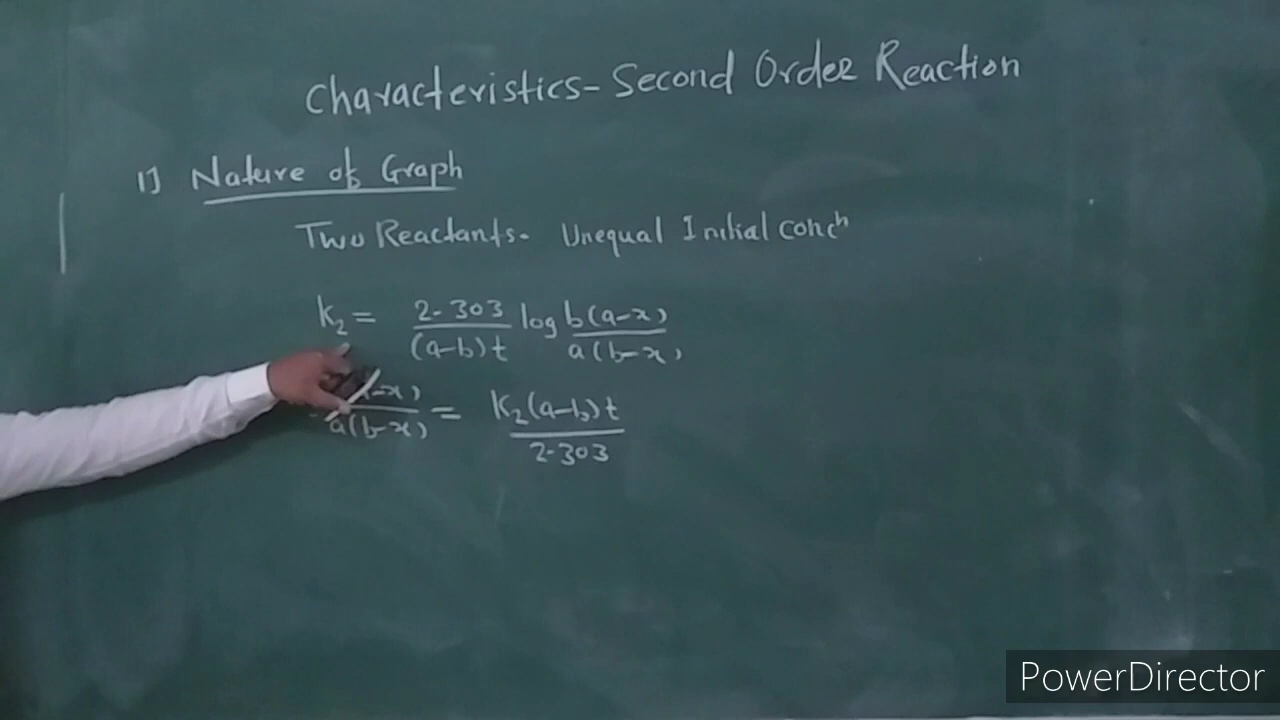 Characteristics - Second Order Reaction
1] Nature of Graph
Two Reactants - Unequal Initial concn
k2 = 2.303 / (a-b)t log b(a-x) / a(b-x)
-x) / a(b-x) = k2(a-b)t / 2.303
PowerDirector